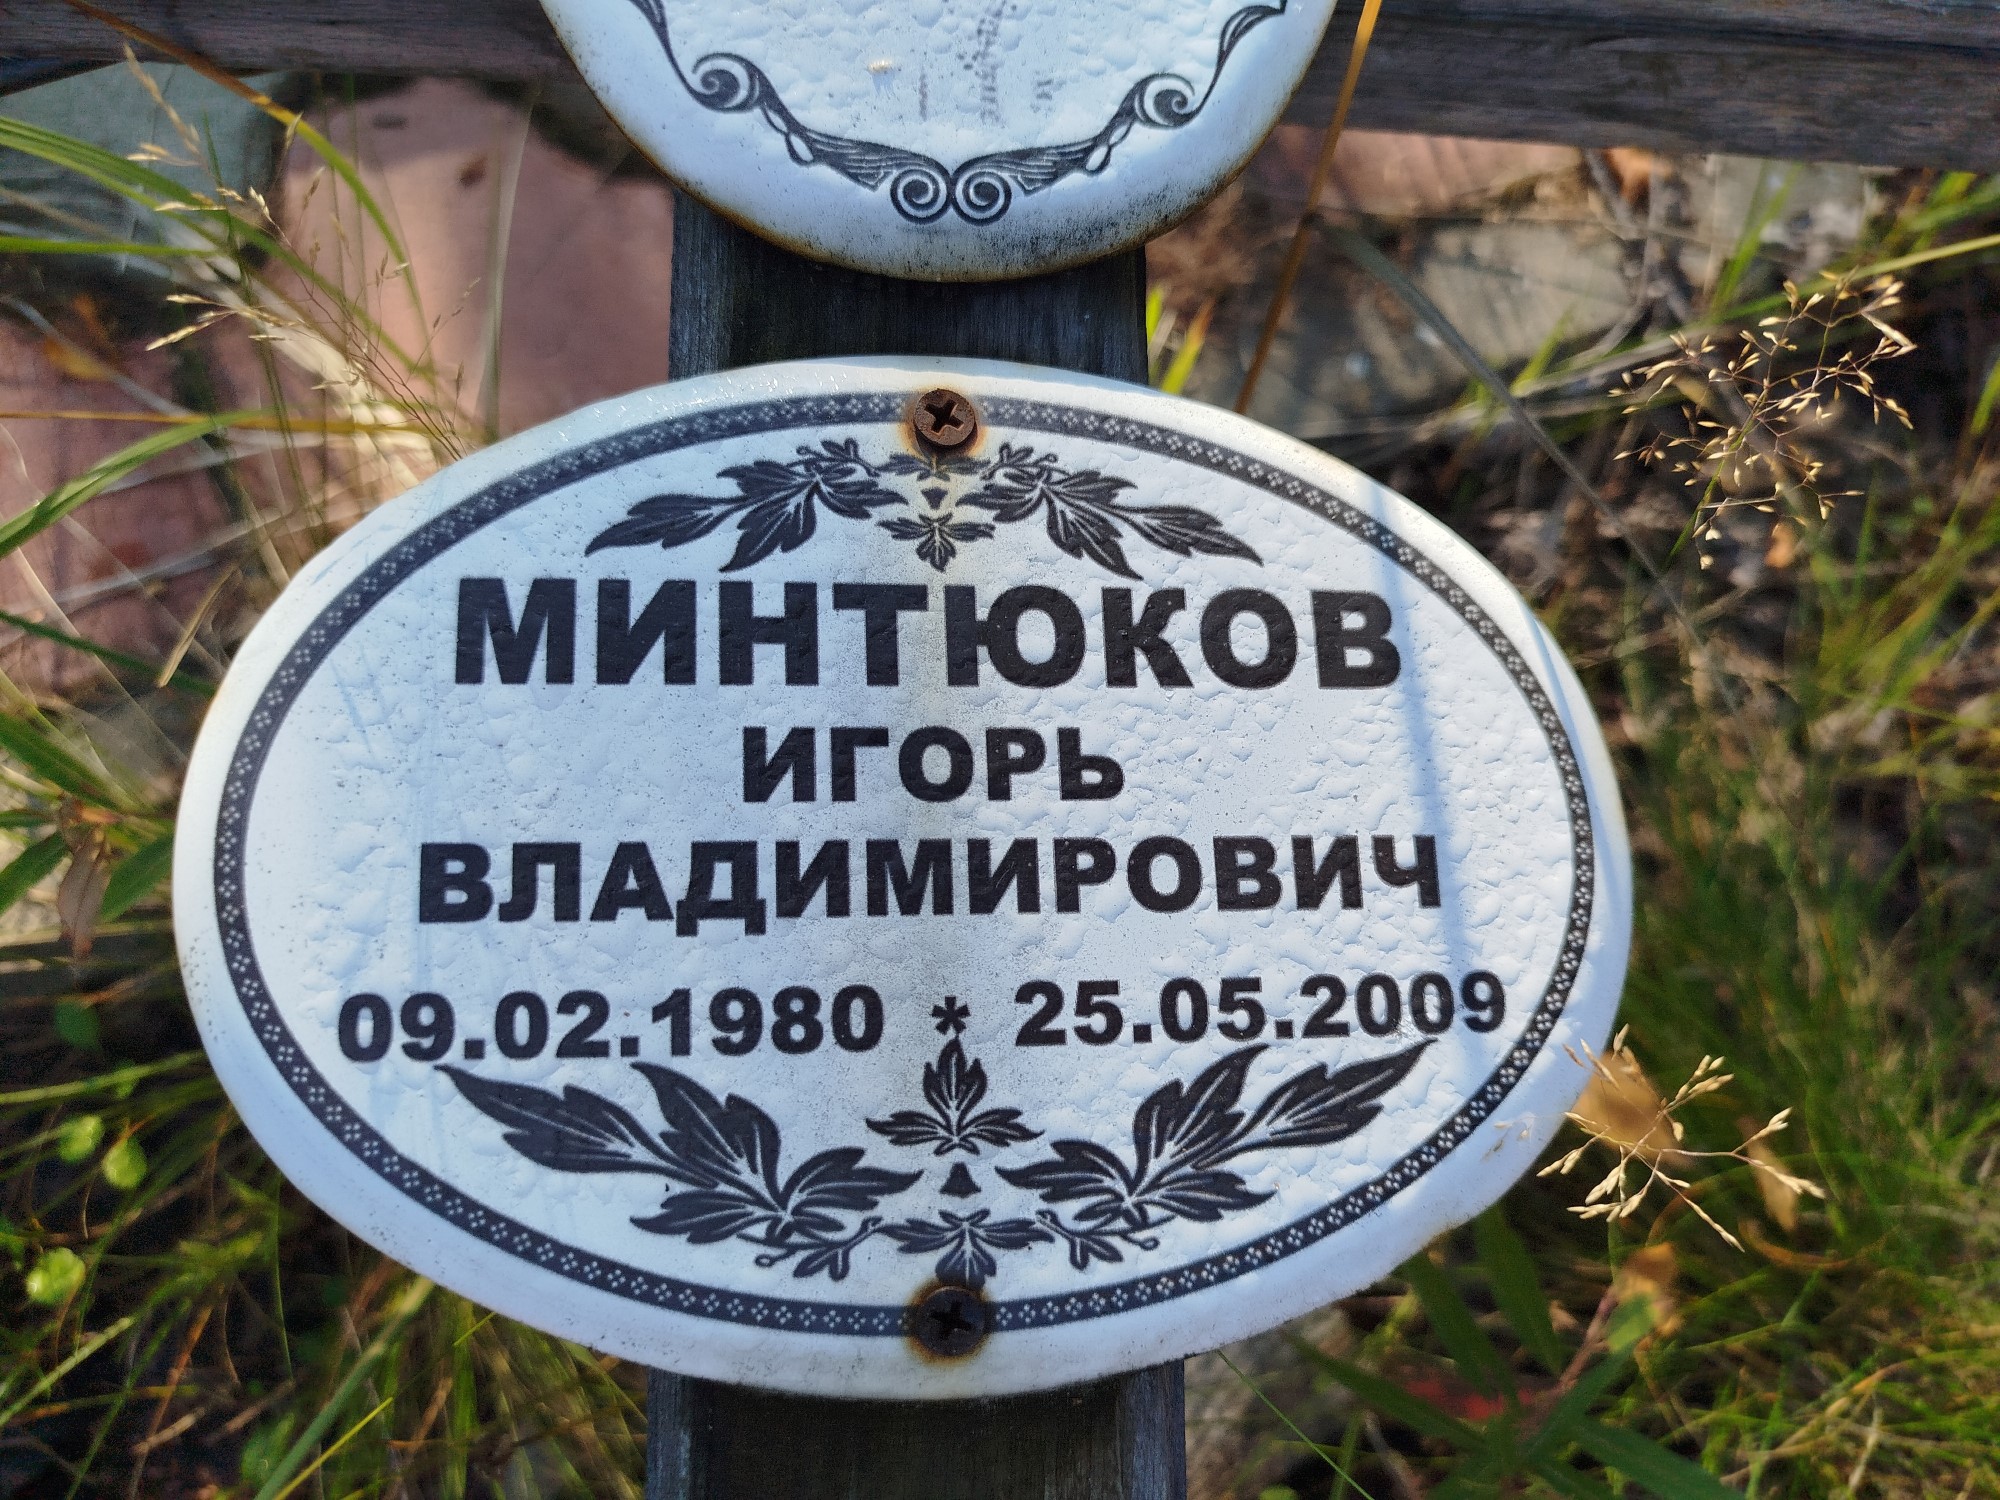 МИНТЮКОВ
ИГОРЬ
ВЛАДИМИРОВИЧ
09.02.1980 * 25.05.2009